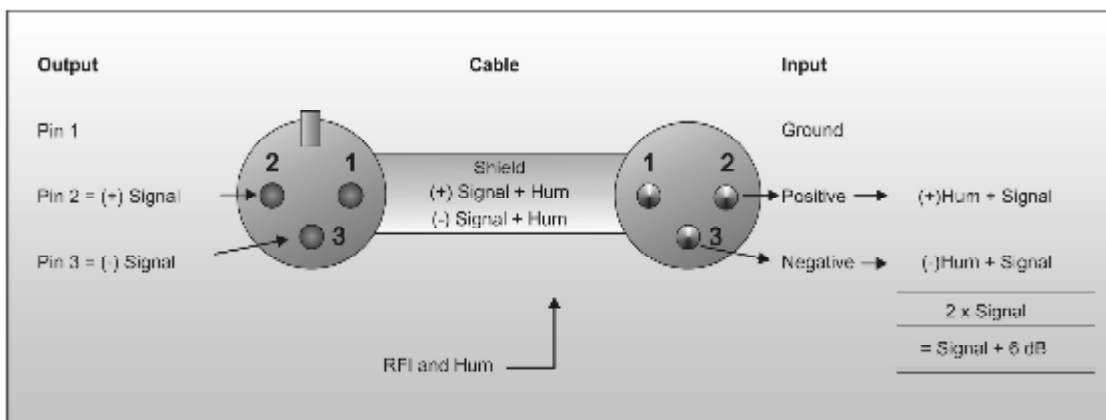 Output Cable Input
Pin 1 Ground
2 1 1 2
Shield
Pin 2 = (+) Signal (+) Signal + Hum Positive (+)Hum + Signal
(-) Signal + Hum
3 3
Pin 3 = (-) Signal Negative (-)Hum + Signal
2 x Signal
= Signal + 6 dB
RFI and Hum